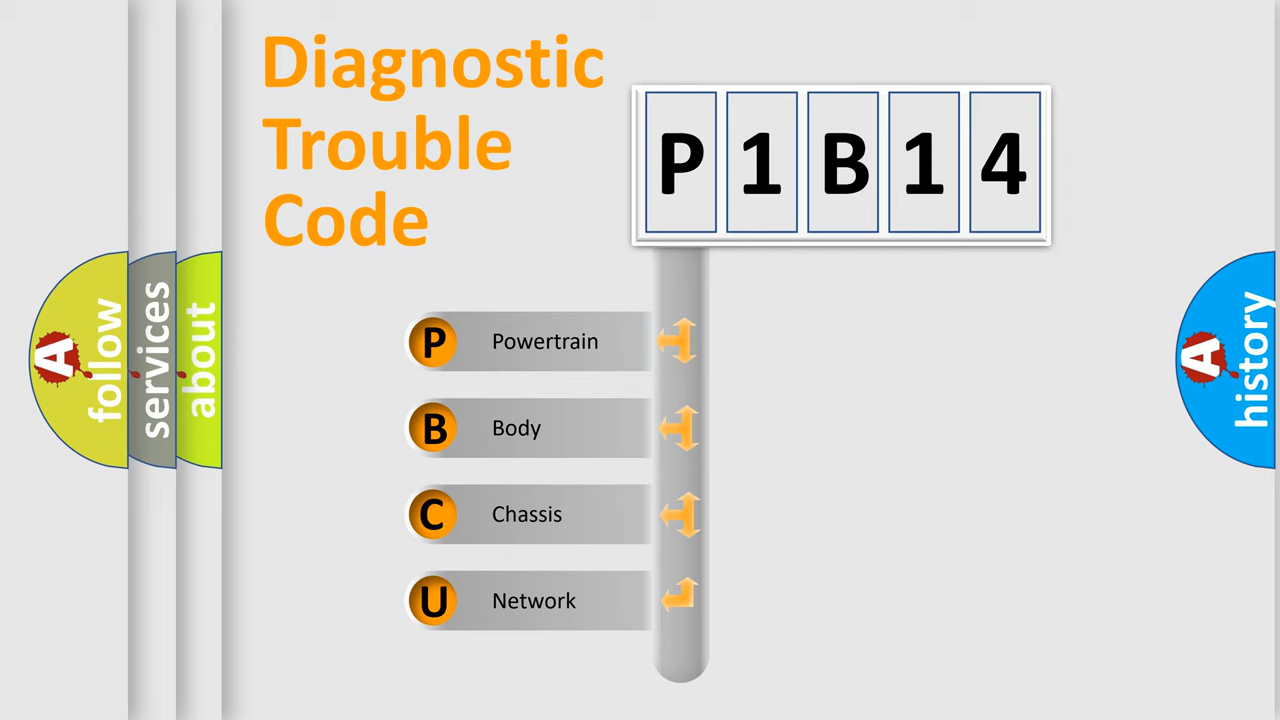 Diagnostic
Trouble
Code
P 1 B 1 4
P Powertrain
B Body
C Chassis
U Network
A follow
services
about
A history